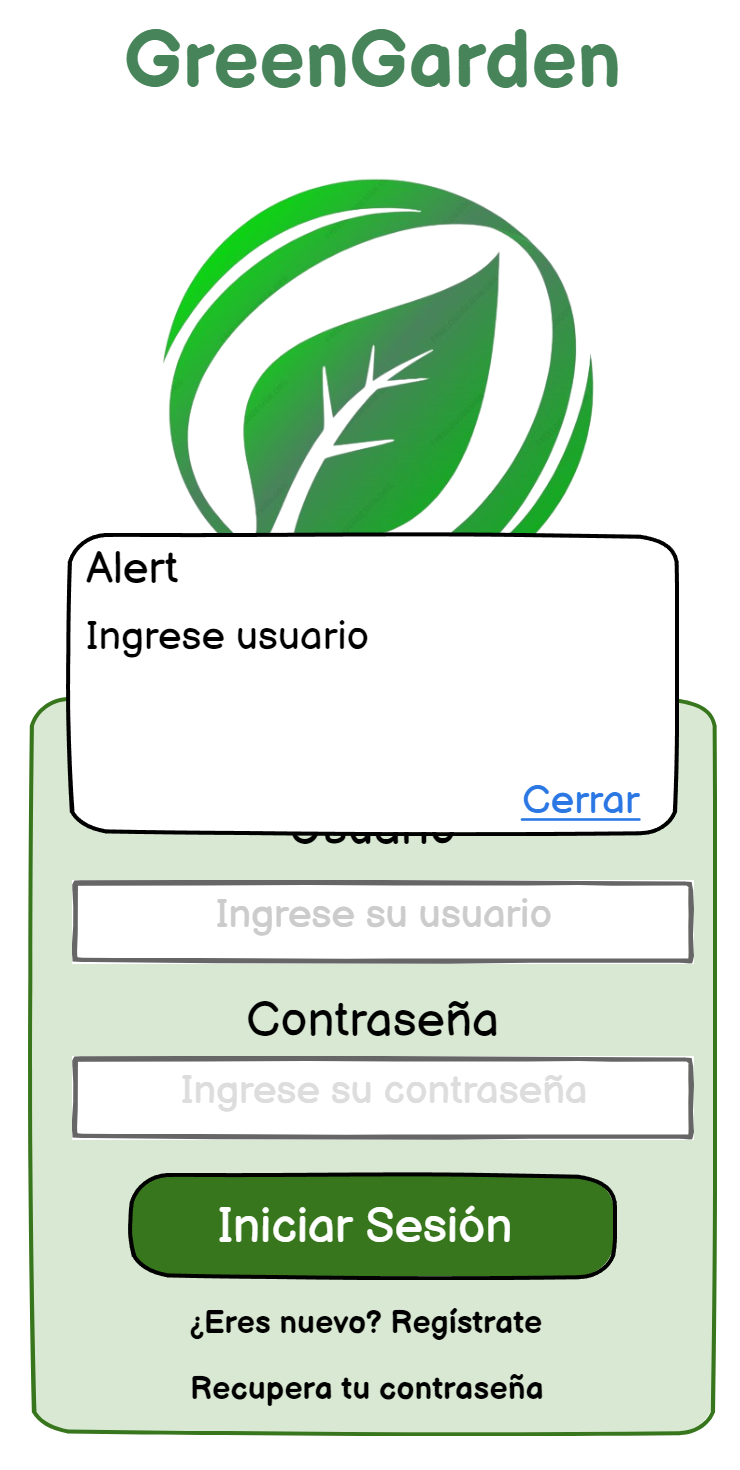 GreenGarden
Alert
Ingrese usuario
Cerrar
Ingrese su usuario
Contraseña
Ingrese su contraseña
Iniciar Sesión
¿Eres nuevo? Regístrate
Recupera tu contraseña